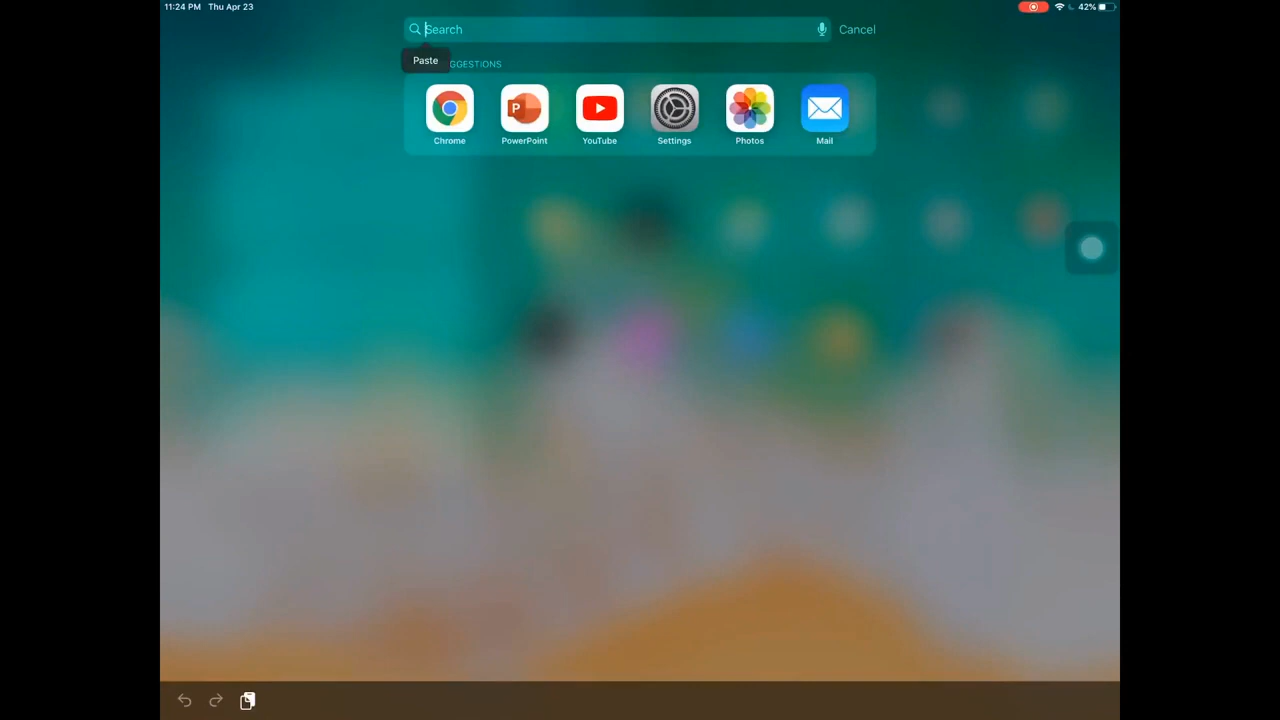 11:24 PM Thu Apr 23
42%
Search
Cancel
Paste
GGESTIONS
P
Chrome
PowerPoint
YouTube
Settings
Photos
Mail